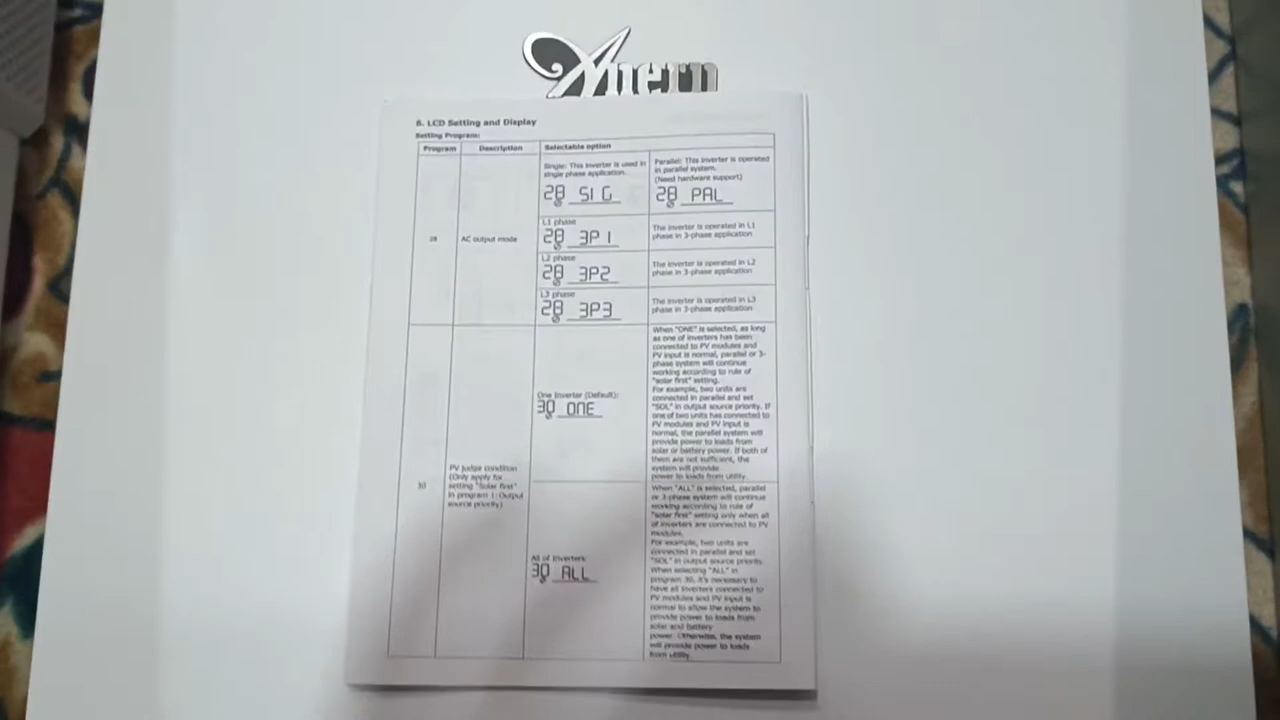 Anern
6. LCD Setting and Display
Setting Program:
Program Description Selectable option
28 AC output mode
Single: This inverter is used in
single phase application.
28 SIG
Parallel: This inverter is operated
in parallel system.
(Need hardware support)
28 PAL
L1 phase
28 3P1
The inverter is operated in L1
phase in 3-phase application
L2 phase
28 3P2
The inverter is operated in L2
phase in 3-phase application
L3 phase
28 3P3
The inverter is operated in L3
phase in 3-phase application
30
PV judge condition
(Only apply for
setting "Solar first"
in program 1: Output
source priority)
One Inverter (Default):
30 ONE
When "ONE" is selected, as long
as one of inverters has been
connected to PV modules and
PV input is normal, parallel or 3-
phase system will continue
working according to rule of
"solar first" setting.
For example, two units are
connected in parallel and set
"SOL" in output source priority. If
one of two units has connected to
PV modules and PV input is
normal, the parallel system will
provide power to loads from
solar or battery power. If both of
them are not sufficient, the
system will provide
power to loads from utility.
All of Inverters:
30 ALL
When "ALL" is selected, parallel
or 3-phase system will continue
working according to rule of
"solar first" setting only when all
of inverters are connected to PV
modules.
For example, two units are
connected in parallel and set
"SOL" in output source priority.
When selecting "ALL" in
program 30, it's necessary to
have all inverters connected to
PV modules and PV input is
normal to allow the system to
provide power to loads from
solar and battery
power. Otherwise, the system
will provide power to loads
from utility.